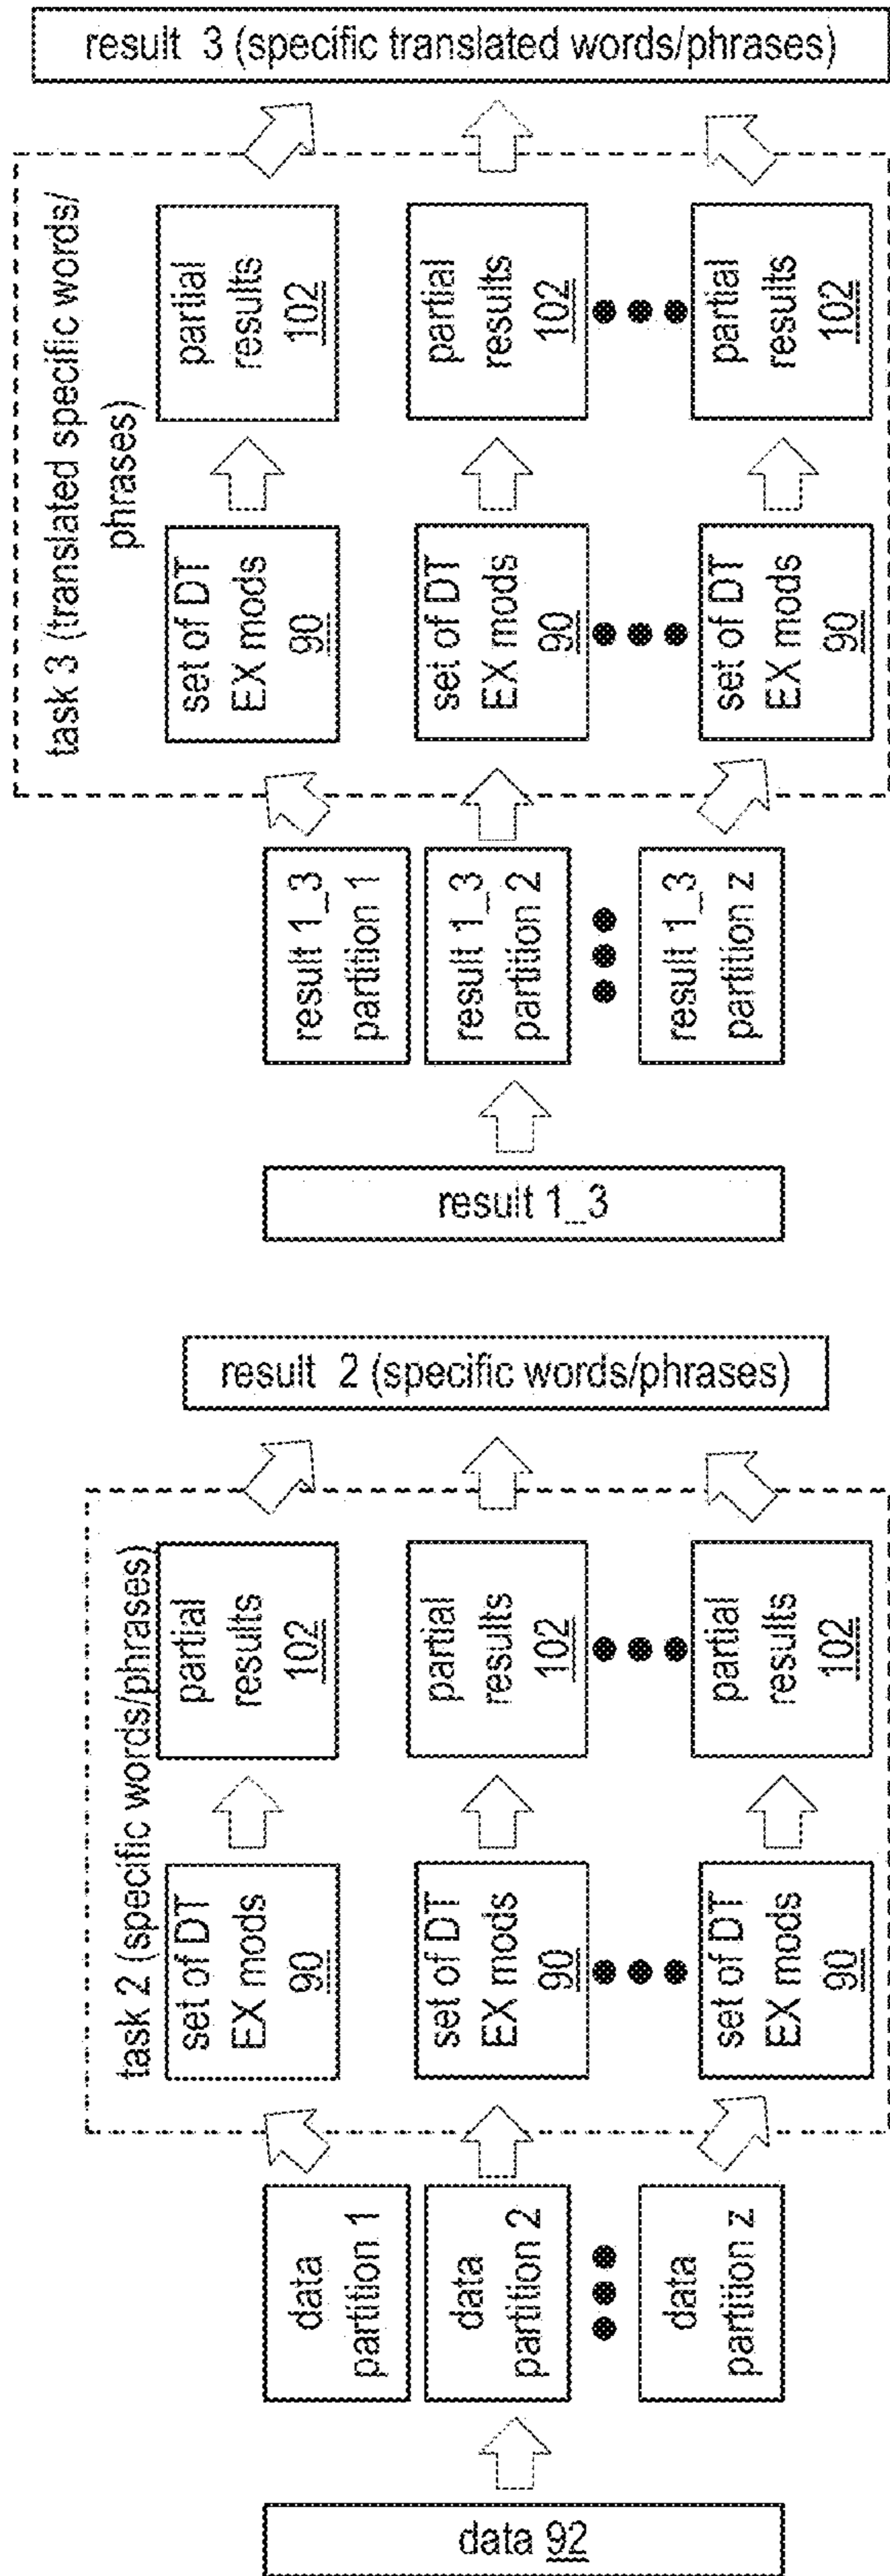 data 92
data
partition 1
data
partition 2
data
partition z
task 2 (specific words/phrases)
set of DT
EX mods
90
set of DT
EX mods
90
set of DT
EX mods
90
partial
results
102
partial
results
102
partial
results
102
result 2 (specific words/phrases)
result 1_3
result 1_3
partition 1
result 1_3
partition 2
result 1_3
partition z
task 3 (translated specific words/
phrases)
set of DT
EX mods
90
set of DT
EX mods
90
set of DT
EX mods
90
partial
results
102
partial
results
102
partial
results
102
result 3 (specific translated words/phrases)